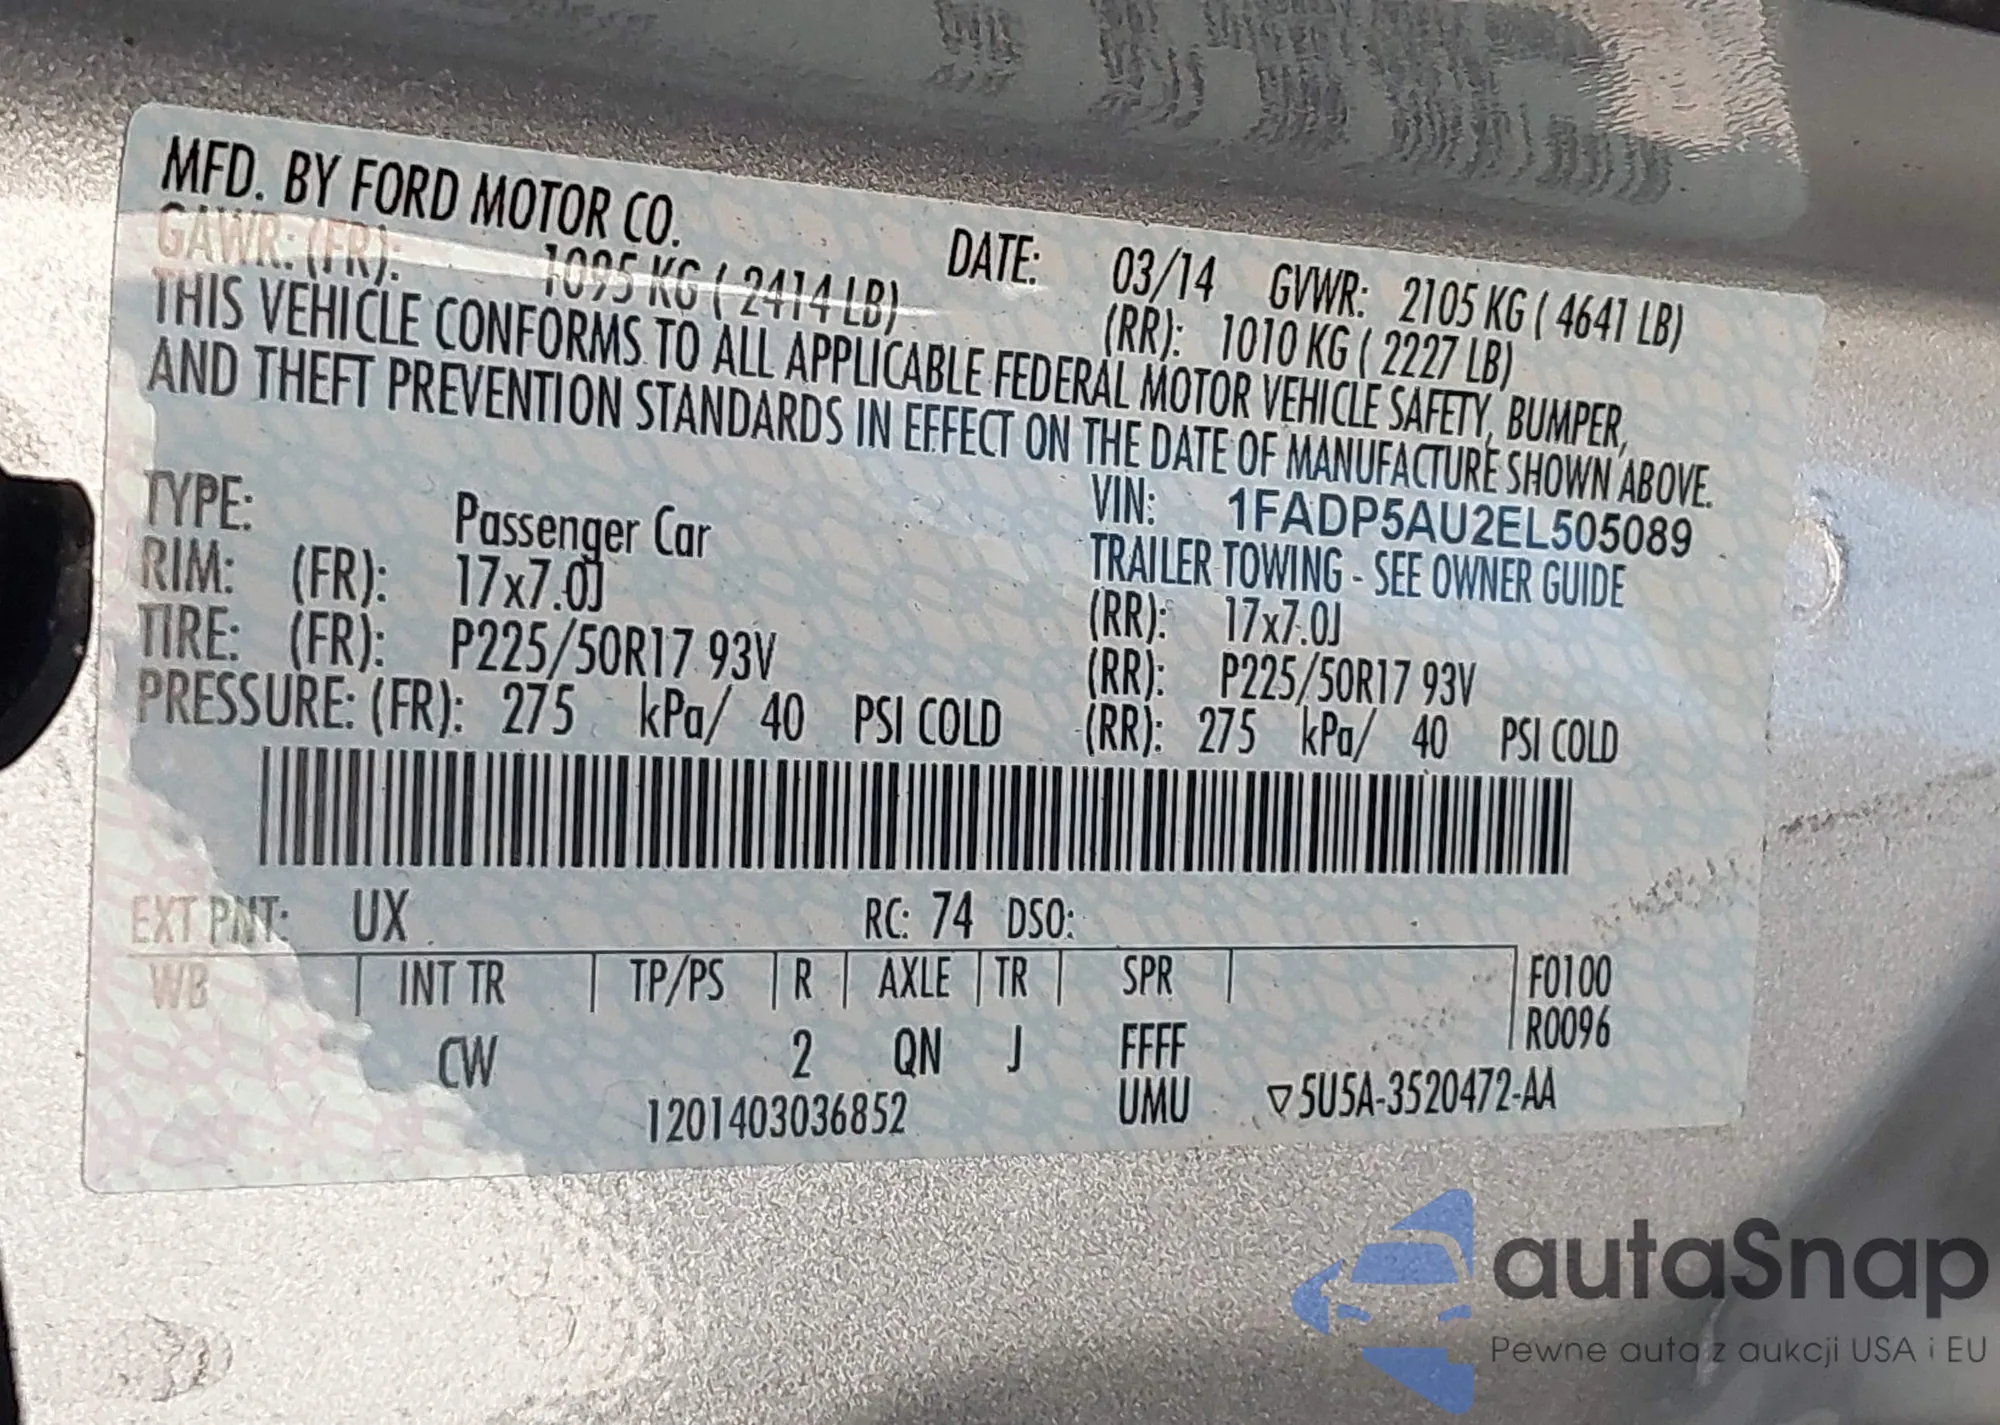 MFD. BY FORD MOTOR CO.
DATE: 03/14 GVWR: 2105 KG ( 4641 LB)
GAWR: (FR): 1095 KG ( 2414 LB) (RR): 1010 KG ( 2227 LB)
THIS VEHICLE CONFORMS TO ALL APPLICABLE FEDERAL MOTOR VEHICLE SAFETY, BUMPER,
AND THEFT PREVENTION STANDARDS IN EFFECT ON THE DATE OF MANUFACTURE SHOWN ABOVE.
VIN: 1FADP5AU2EL505089
TYPE: Passenger Car TRAILER TOWING - SEE OWNER GUIDE
RIM: (FR): 17x7.0J (RR): 17x7.0J
TIRE: (FR): P225/50R17 93V (RR): P225/50R17 93V
PRESSURE: (FR): 275 kPa/ 40 PSI COLD (RR): 275 kPa/ 40 PSI COLD
EXT PNT: UX RC: 74 DSO:
WB INT TR TP/PS R AXLE TR SPR F0100
R0096
CW 2 QN J FFFF
1201403036852 UMU ▽5U5A-3520472-AA
autaSnap
Pewne auta z aukcji USA i EU